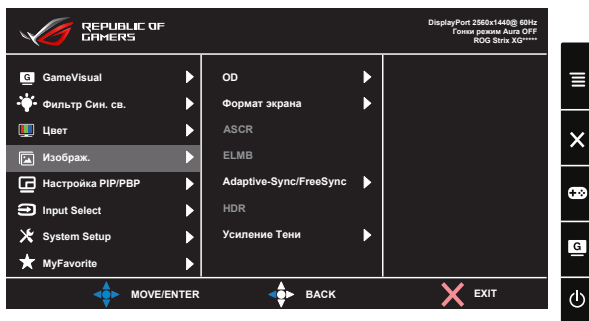 REPUBLIC OF
GAMERS
DisplayPort 2560x1440@ 60Hz
Гонки режим Aura OFF
ROG Strix XG*****
G GameVisual
Фильтр Син. св.
Цвет
Изображ.
Настройка PIP/PBP
Input Select
System Setup
MyFavorite
OD
Формат экрана
ASCR
ELMB
Adaptive-Sync/FreeSync
HDR
Усиление Тени
MOVE/ENTER
BACK
EXIT
G